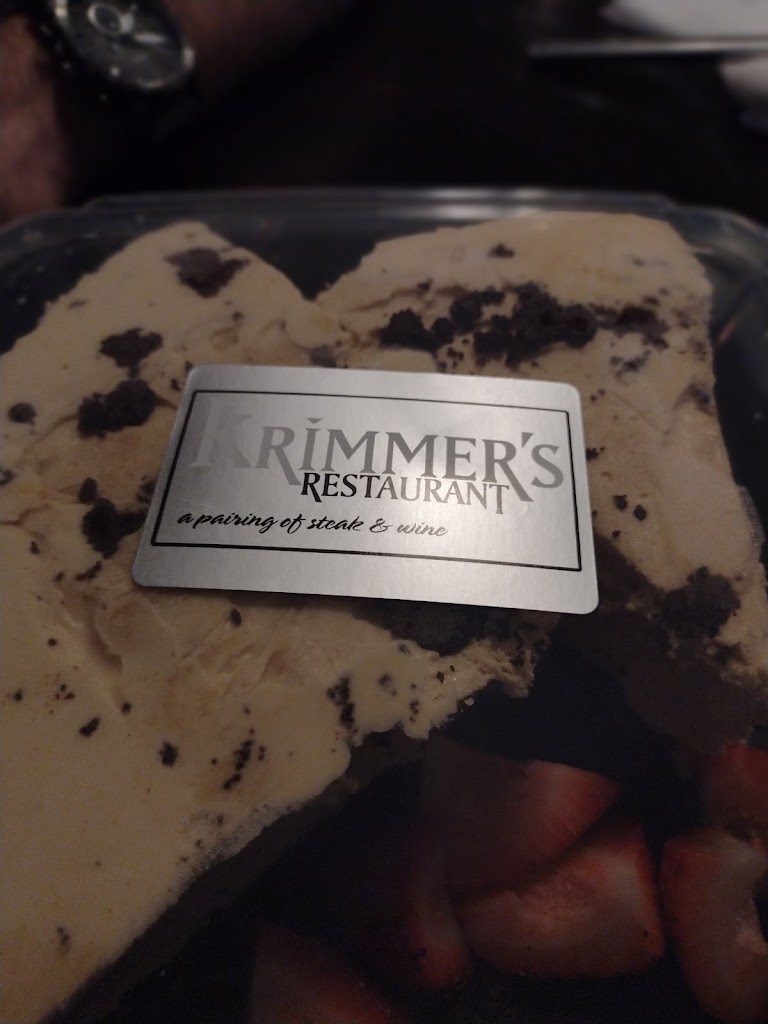 KRIMMER'S
RESTAURANT
a pairing of steak & wine